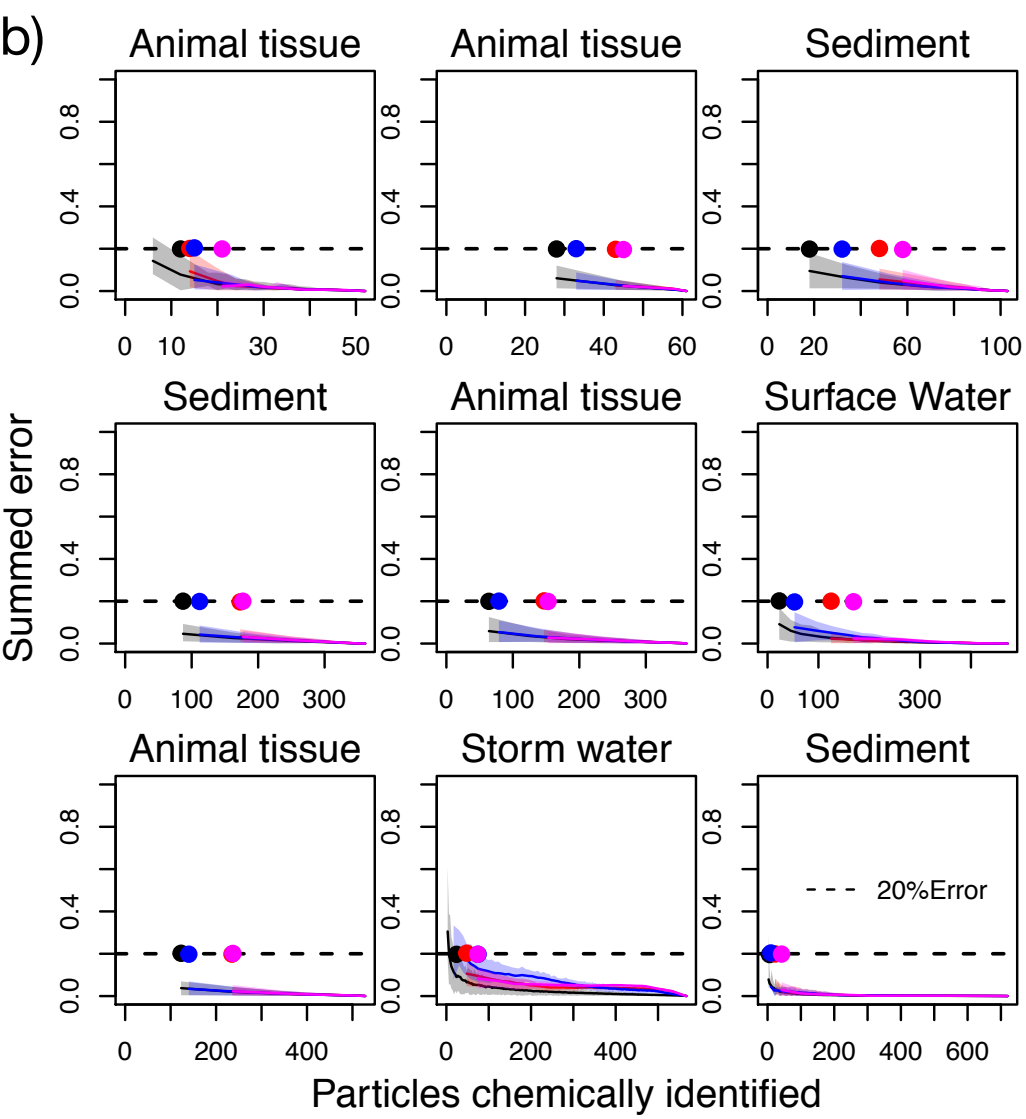 b)
Animal tissue
Animal tissue
Sediment
0.8
0.4
0.0
0.8
0.4
0.0
0.8
0.4
0.0
0 10 30 50
0 20 40 60
0 20 60 100
Sediment
Animal tissue
Surface Water
Summed error
0.8
0.4
0.0
0.8
0.4
0.0
0.8
0.4
0.0
0 100 200 300
0 100 200 300
0 100 300
Animal tissue
Storm water
Sediment
0.8
0.4
0.0
0.8
0.4
0.0
0.8
0.4
0.0
20%Error
0 200 400
0 200 400
0 200 400 600
Particles chemically identified